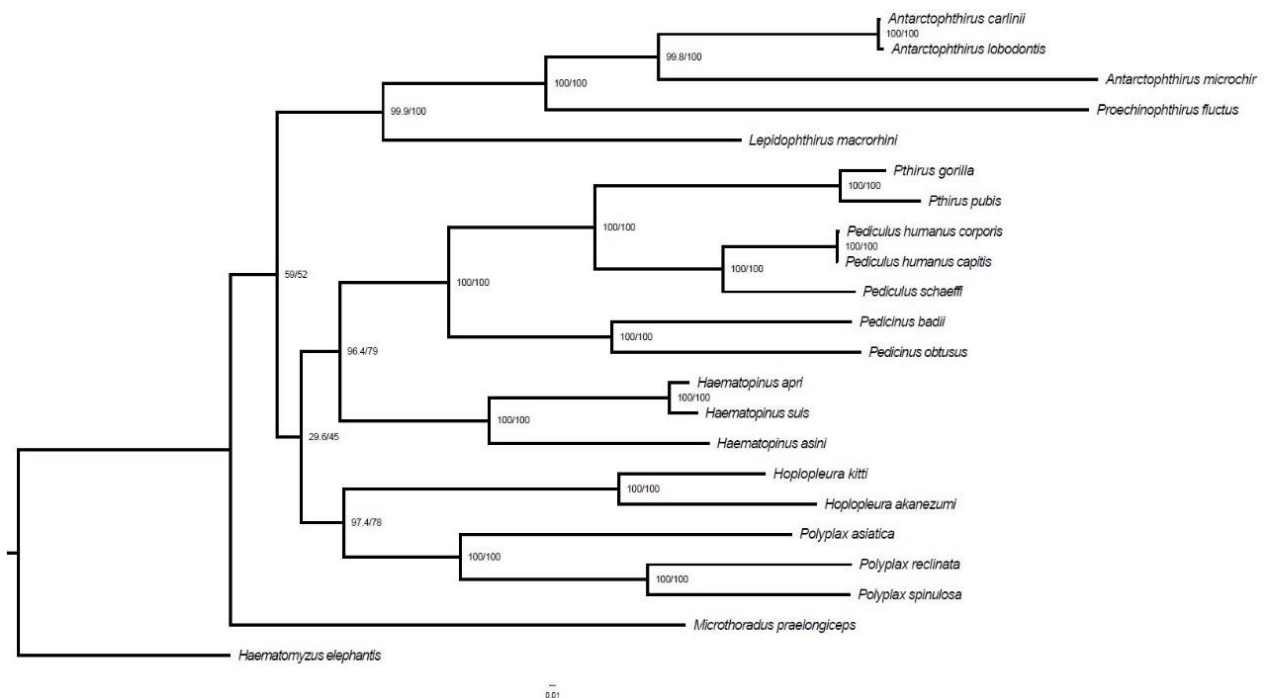 Antarctophthirus carlinii
100/100
Antarctophthirus lobodontis
99.8/100
Antarctophthirus microchir
100/100
Proechinophthirus fluctus
99.9/100
Lepidophthirus macrorhini
Pthirus gorilla
100/100
Pthirus pubis
100/100
Pediculus humanus corporis
100/100
Pediculus humanus capitis
100/100
59/52
100/100
Pediculus schaeffi
Pedicinus badii
100/100
96.4/79
Pedicinus obtusus
Haematopinus apri
100/100
Haematopinus suis
100/100
29.6/45
Haematopinus asini
Hoplopleura kitti
100/100
Hoplopleura akanezumi
97.4/78
Polyplax asiatica
100/100
Polyplax reclinata
100/100
Polyplax spinulosa
Microthoradus praelongiceps
Haematomyzus elephantis
0.01